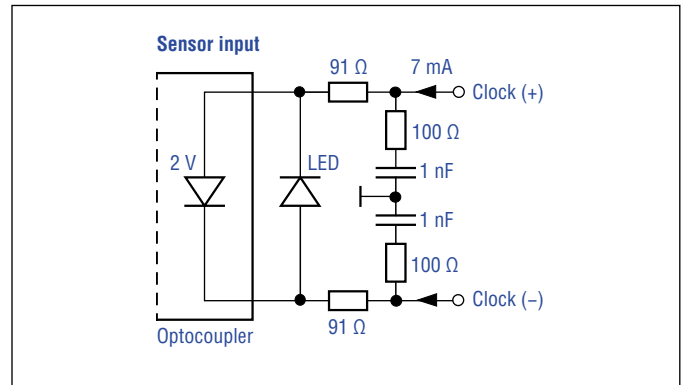 Sensor input
91 Ω
7 mA
Clock (+)
100 Ω
2 V
LED
1 nF
1 nF
100 Ω
Clock (–)
91 Ω
Optocoupler